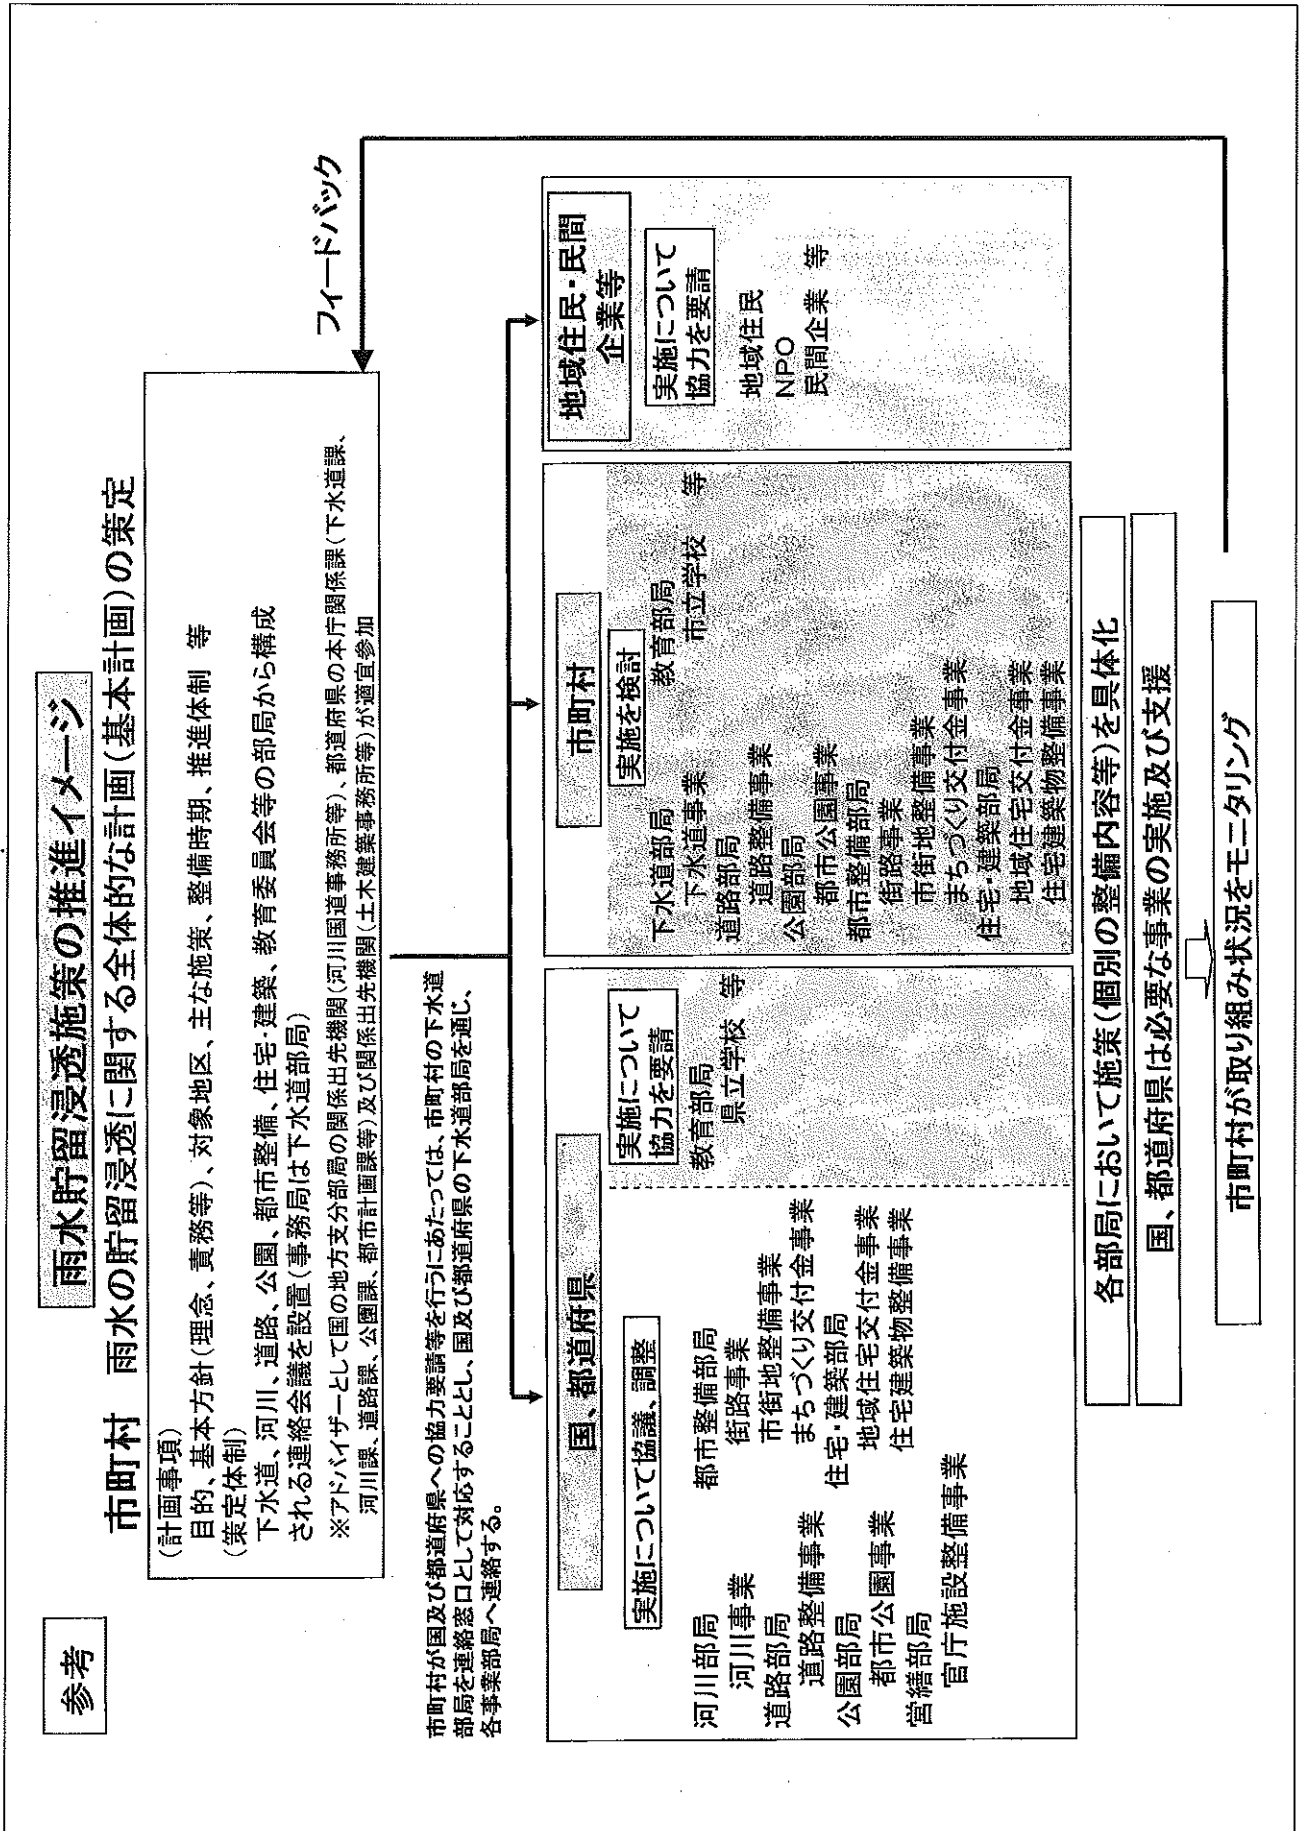 参考
雨水貯留浸透施策の推進イメージ
市町村　雨水の貯留浸透に関する全体的な計画(基本計画)の策定
(計画事項)
目的、基本方針(理念、責務等)、対象地区、主な施策、整備時期、推進体制　等
(策定体制)
下水道、河川、道路、公園、都市整備、住宅・建築、教育委員会等の部局から構成
される連絡会議を設置(事務局は下水道部局)
※アドバイザーとして国の地方支分部局の関係出先機関(河川国道事務所等)、都道府県の本庁関係課(下水道課、
河川課、道路課、公園課、都市計画課等)及び関係出先機関(土木建築事務所等)が適宜参加
フィードバック
市町村が国及び都道府県への協力要請等を行うにあたっては、市町村の下水道
部局を連絡窓口として対応することとし、国及び都道府県の下水道部局を通じ、
各事業部局へ連絡する。
国、都道府県
実施について協議、調整
河川部局
河川事業
道路部局
道路整備事業
公園部局
都市公園事業
営繕部局
官庁施設整備事業
都市整備部局
街路事業
市街地整備事業
まちづくり交付金事業
住宅・建築部局
地域住宅交付金事業
住宅建築物整備事業
実施について
協力を要請
教育部局
県立学校　等
市町村
実施を検討
下水道部局
下水道事業
道路部局
道路整備事業
公園部局
都市公園事業
都市整備部局
街路事業
市街地整備事業
まちづくり交付金事業
住宅・建築部局
地域住宅交付金事業
住宅建築物整備事業
教育部局
市立学校　等
地域住民・民間
企業等
実施について
協力を要請
地域住民
NPO
民間企業　等
各部局において施策(個別の整備内容等)を具体化
国、都道府県は必要な事業の実施及び支援
市町村が取り組み状況をモニタリング